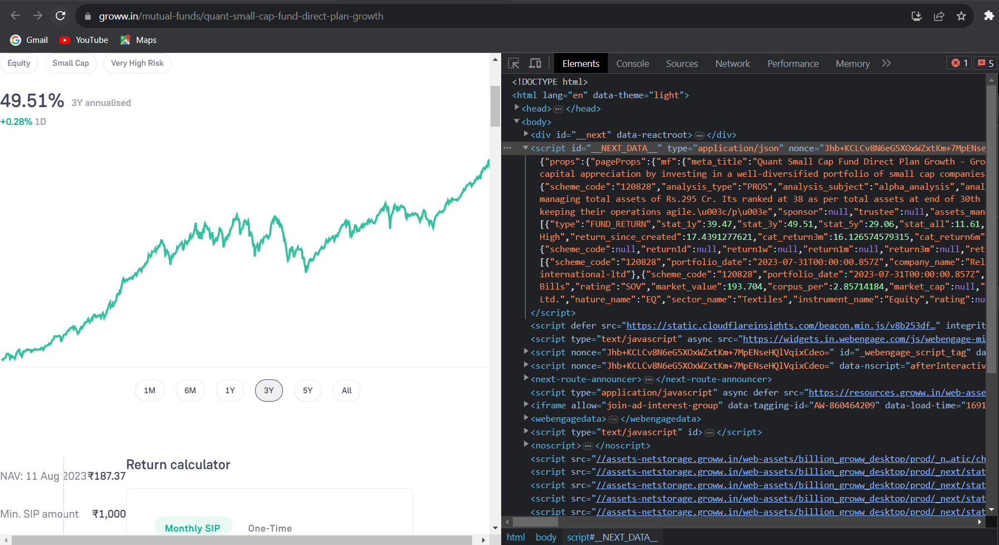 groww.in/mutual-funds/quant-small-cap-fund-direct-plan-growth
Gmail YouTube Maps
Equity Small Cap Very High Risk
49.51% 3Y annualised
+0.28% 1D
1M 6M 1Y 3Y 5Y All
NAV: 11 Aug 2023 ₹187.37
Min. SIP amount ₹1,000
Return calculator
Monthly SIP One-Time
Elements Console Sources Network Performance Memory 1 5
<!DOCTYPE html>
<html lang="en" data-theme="light">
<head> </head>
<body>
<div id="__next" data-reactroot> </div>
<script id="__NEXT_DATA__" type="application/json" nonce="Jhb+KCLCv8N6eG5XOxWZxtKm+7MpENse
{"props":{"pageProps":{"mf":{"meta_title":"Quant Small Cap Fund Direct Plan Growth - Gro
capital appreciation by investing in a well-diversified portfolio of small cap companies
{"scheme_code":"120828","analysis_type":"PROS","analysis_subject":"alpha_analysis","anal
managing total assets of Rs.295 Cr. Its ranked at 38 as per total assets at end of 30th
keeping their operations agile.\u003c/p\u003e","sponsor":null,"trustee":null,"assets_man
[{"type":"FUND_RETURN","stat_1y":39.47,"stat_3y":49.51,"stat_5y":29.06,"stat_all":11.61,
High","return_since_created":17.4391277621,"cat_return3m":16.126574579315,"cat_return6m"
{"scheme_code":null,"return1d":null,"return1w":null,"return1m":null,"return3m":null,"ret
[{"scheme_code":"120828","portfolio_date":"2023-07-31T00:00:00.857Z","company_name":"Rel
international-ltd"},{"scheme_code":"120828","portfolio_date":"2023-07-31T00:00:00.857Z",
Bills","rating":"SOV","market_value":193.704,"corpus_per":2.85714184,"market_cap":null,"
Ltd.","nature_name":"EQ","sector_name":"Textiles","instrument_name":"Equity","rating":nu
</script>
<script defer src="https://static.cloudflareinsights.com/beacon.min.js/v8b253df…" integrit
<script type="text/javascript" async src="https://widgets.in.webengage.com/js/webengage-mi
<script nonce="Jhb+KCLCv8N6eG5XOxWZxtKm+7MpENseHQlVqixCdeo=" id="_webengage_script_tag" da
<script nonce="Jhb+KCLCv8N6eG5XOxWZxtKm+7MpENseHQlVqixCdeo=" data-nscript="afterInteractiv
<next-route-announcer> </next-route-announcer>
<script type="application/javascript" async defer src="https://resources.groww.in/web-asse
<iframe allow="join-ad-interest-group" data-tagging-id="AW-860464209" data-load-time="1691
<webengagedata> </webengagedata>
<script type="text/javascript" id> </script>
<noscript> </noscript>
<script src="//assets-netstorage.groww.in/web-assets/billion_groww_desktop/prod/_n…atic/ch
<script src="//assets-netstorage.groww.in/web-assets/billion_groww_desktop/prod/_next/stat
<script src="//assets-netstorage.groww.in/web-assets/billion_groww_desktop/prod/_next/stat
<script src="//assets-netstorage.groww.in/web-assets/billion_groww_desktop/prod/_next/stat
<script src="//assets-netstorage.groww.in/web-assets/billion_groww_desktop/prod/_next/stat
html body script#__NEXT_DATA__